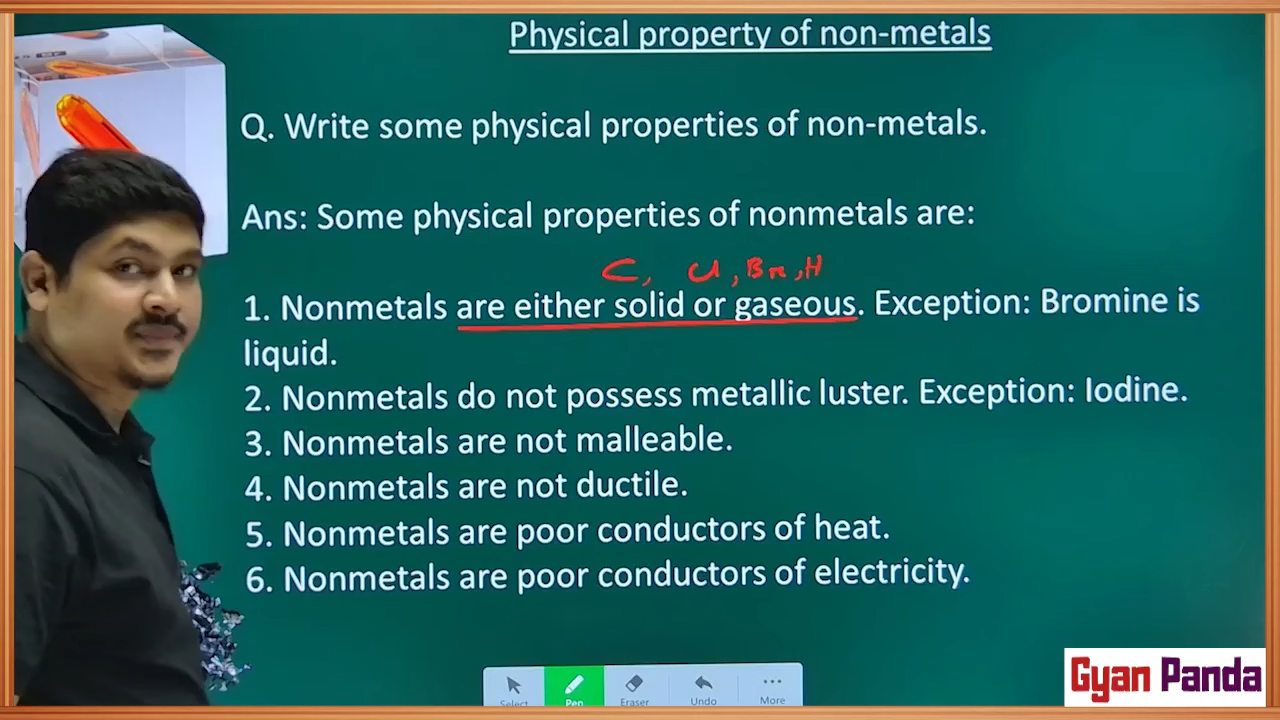 Physical property of non-metals
Q. Write some physical properties of non-metals.
Ans: Some physical properties of nonmetals are:
C, Cl, Br, H
1. Nonmetals are either solid or gaseous. Exception: Bromine is
liquid.
2. Nonmetals do not possess metallic luster. Exception: Iodine.
3. Nonmetals are not malleable.
4. Nonmetals are not ductile.
5. Nonmetals are poor conductors of heat.
6. Nonmetals are poor conductors of electricity.
Select Pen Eraser Undo More
Gyan Panda